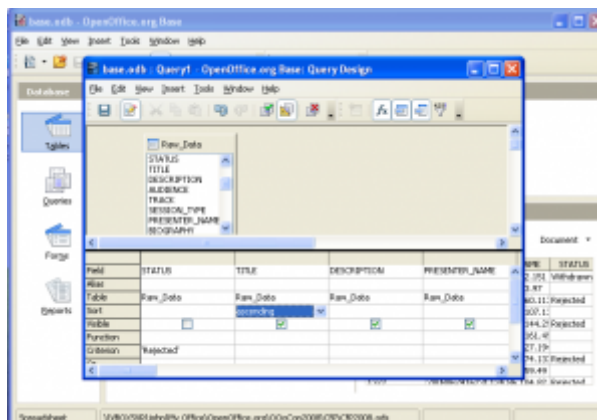 base.odb - OpenOffice.org Base
File Edit View Insert Tools Window Help
Database
Tables
Queries
Forms
Reports
base.odb : Query1 - OpenOffice.org Base: Query Design
File Edit View Insert Tools Window Help
Raw_Data
STATUS
TITLE
DESCRIPTION
AUDIENCE
TRACK
SESSION_TYPE
PRESENTER_NAME
BIOGRAPHY
Field STATUS TITLE DESCRIPTION PRESENTER_NAME
Alias
Table Raw_Data Raw_Data Raw_Data Raw_Data
Sort ascending
Visible
Function
Criterion 'Rejected'
Or
Document
STATUS
Withdrawn
Rejected
Rejected
Rejected
Rejected
Spreadsheet